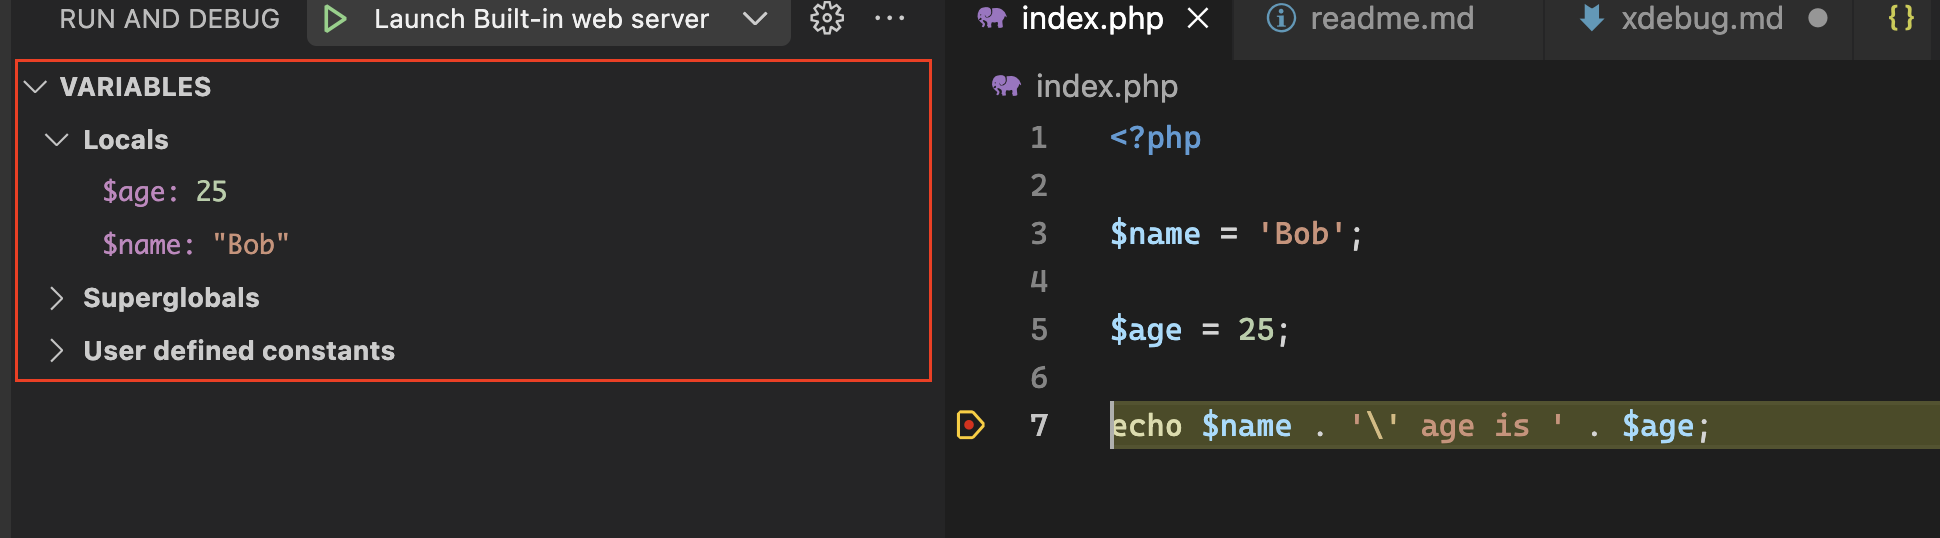 RUN AND DEBUG
Launch Built-in web server
VARIABLES
Locals
$age: 25
$name: "Bob"
Superglobals
User defined constants
index.php
readme.md
xdebug.md
{}
index.php
1 <?php
2
3 $name = 'Bob';
4
5 $age = 25;
6
7 echo $name . '\' age is ' . $age;